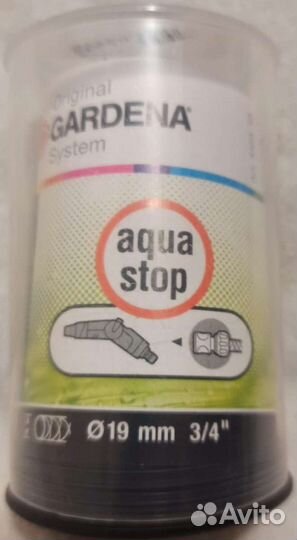 Original
GARDENA®
System
aqua
stop
Ø19 mm 3/4"
Avito